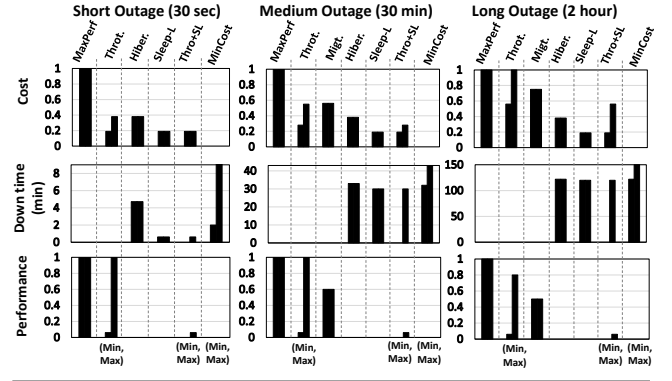 Short Outage (30 sec) Medium Outage (30 min) Long Outage (2 hour)
MaxPerf Throt. Hiber. Sleep-L Thro+SL MinCost MaxPerf Throt. Migt. Hiber. Sleep-L Thro+SL MinCost MaxPerf Throt. Migt. Hiber. Sleep-L Thro+SL MinCost
Cost
1 1 1
0.8 0.8 0.8
0.6 0.6 0.6
0.4 0.4 0.4
0.2 0.2 0.2
0 0 0
Down time
(min)
8 40 150
6 30 100
4 20 50
2 10 0
0 0
Performance
1 1 1
0.8 0.8 0.8
0.6 0.6 0.6
0.4 0.4 0.4
0.2 0.2 0.2
0 0 0
(Min, (Min, (Min, (Min, (Min, (Min, (Min, (Min, (Min,
Max) Max) Max) Max) Max) Max) Max) Max) Max)